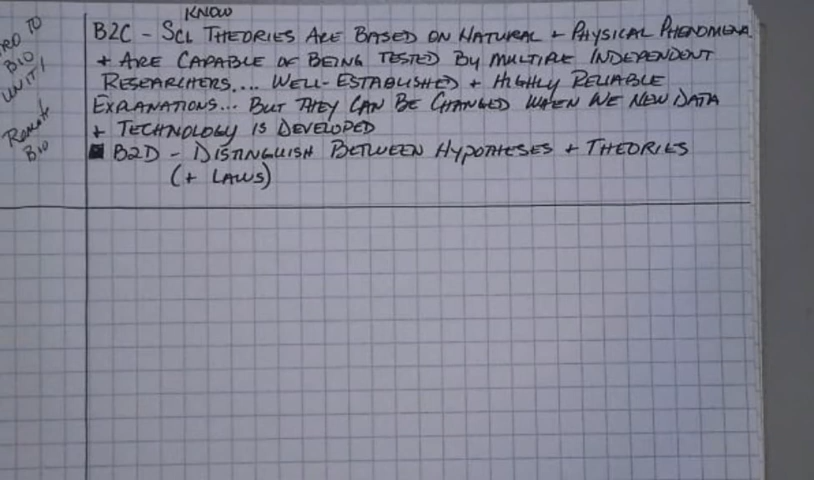 RO TO
BIO
UNIT 1
Remote
BIO
KNOW
B2C - SCI THEORIES ARE BASED ON NATURAL + PHYSICAL PHENOMENA
+ ARE CAPABLE OF BEING TESTED BY MULTIPLE INDEPENDENT
RESEARCHERS.... WELL-ESTABLISHED + HIGHLY RELIABLE
EXPLANATIONS... BUT THEY CAN BE CHANGED WHEN WE NEW DATA
+ TECHNOLOGY IS DEVELOPED
B2D - DISTINGUISH BETWEEN HYPOTHESES + THEORIES
(+ LAWS)